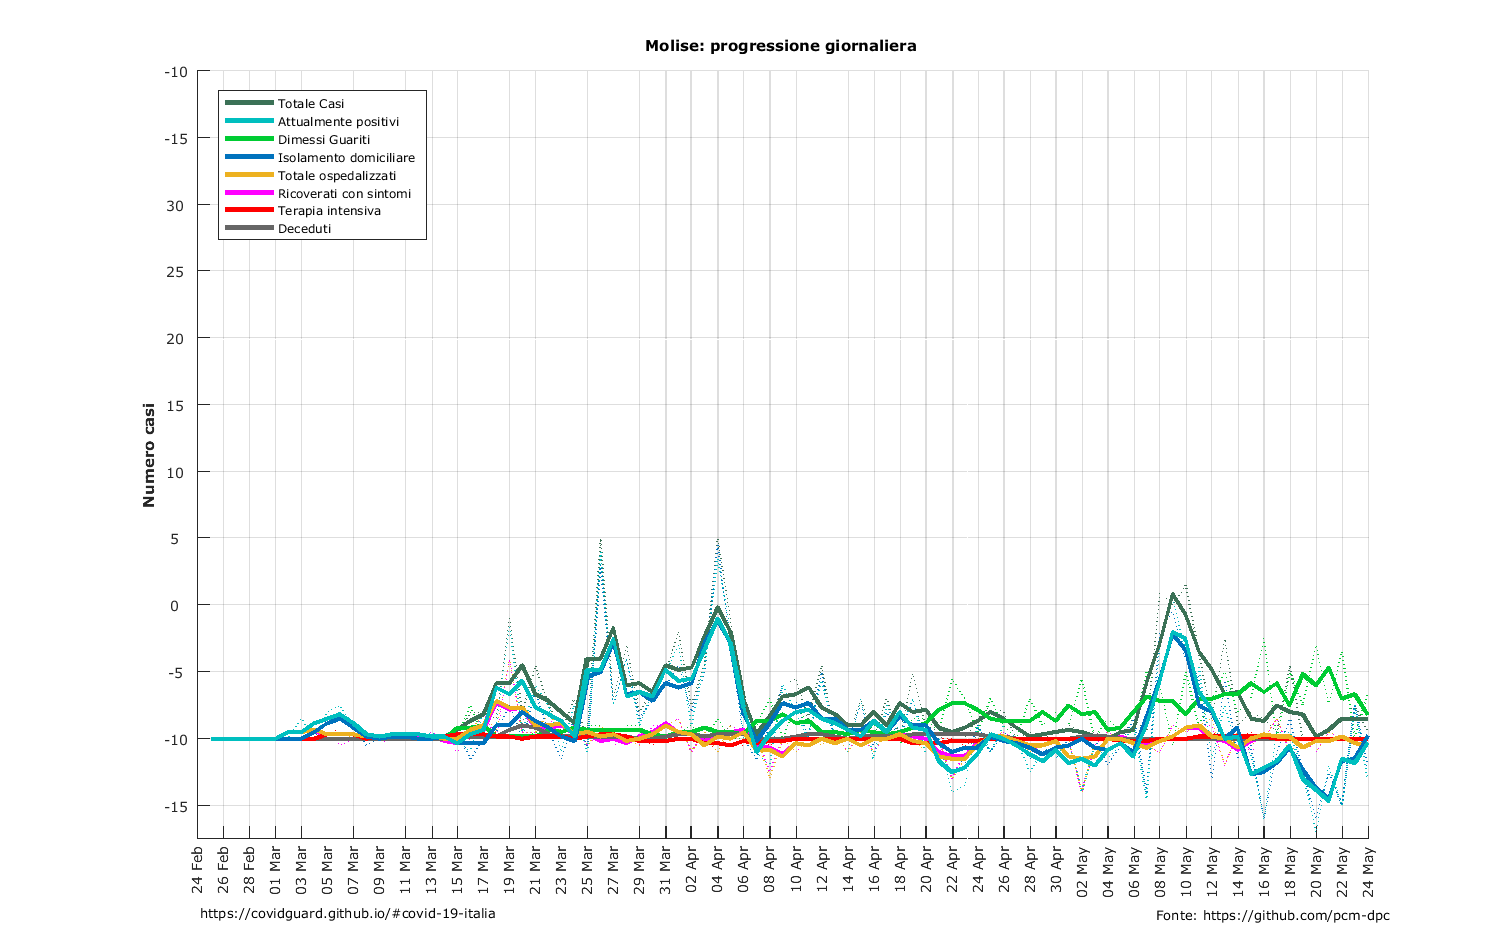 Molise: progressione giornaliera
-10
-15
30
25
20
15
10
5
0
-5
-10
-15
Numero casi
Totale Casi
Attualmente positivi
Dimessi Guariti
Isolamento domiciliare
Totale ospedalizzati
Ricoverati con sintomi
Terapia intensiva
Deceduti
24 Feb
26 Feb
28 Feb
01 Mar
03 Mar
05 Mar
07 Mar
09 Mar
11 Mar
13 Mar
15 Mar
17 Mar
19 Mar
21 Mar
23 Mar
25 Mar
27 Mar
29 Mar
31 Mar
02 Apr
04 Apr
06 Apr
08 Apr
10 Apr
12 Apr
14 Apr
16 Apr
18 Apr
20 Apr
22 Apr
24 Apr
26 Apr
28 Apr
30 Apr
02 May
04 May
06 May
08 May
10 May
12 May
14 May
16 May
18 May
20 May
22 May
24 May
https://covidguard.github.io/#covid-19-italia
Fonte: https://github.com/pcm-dpc